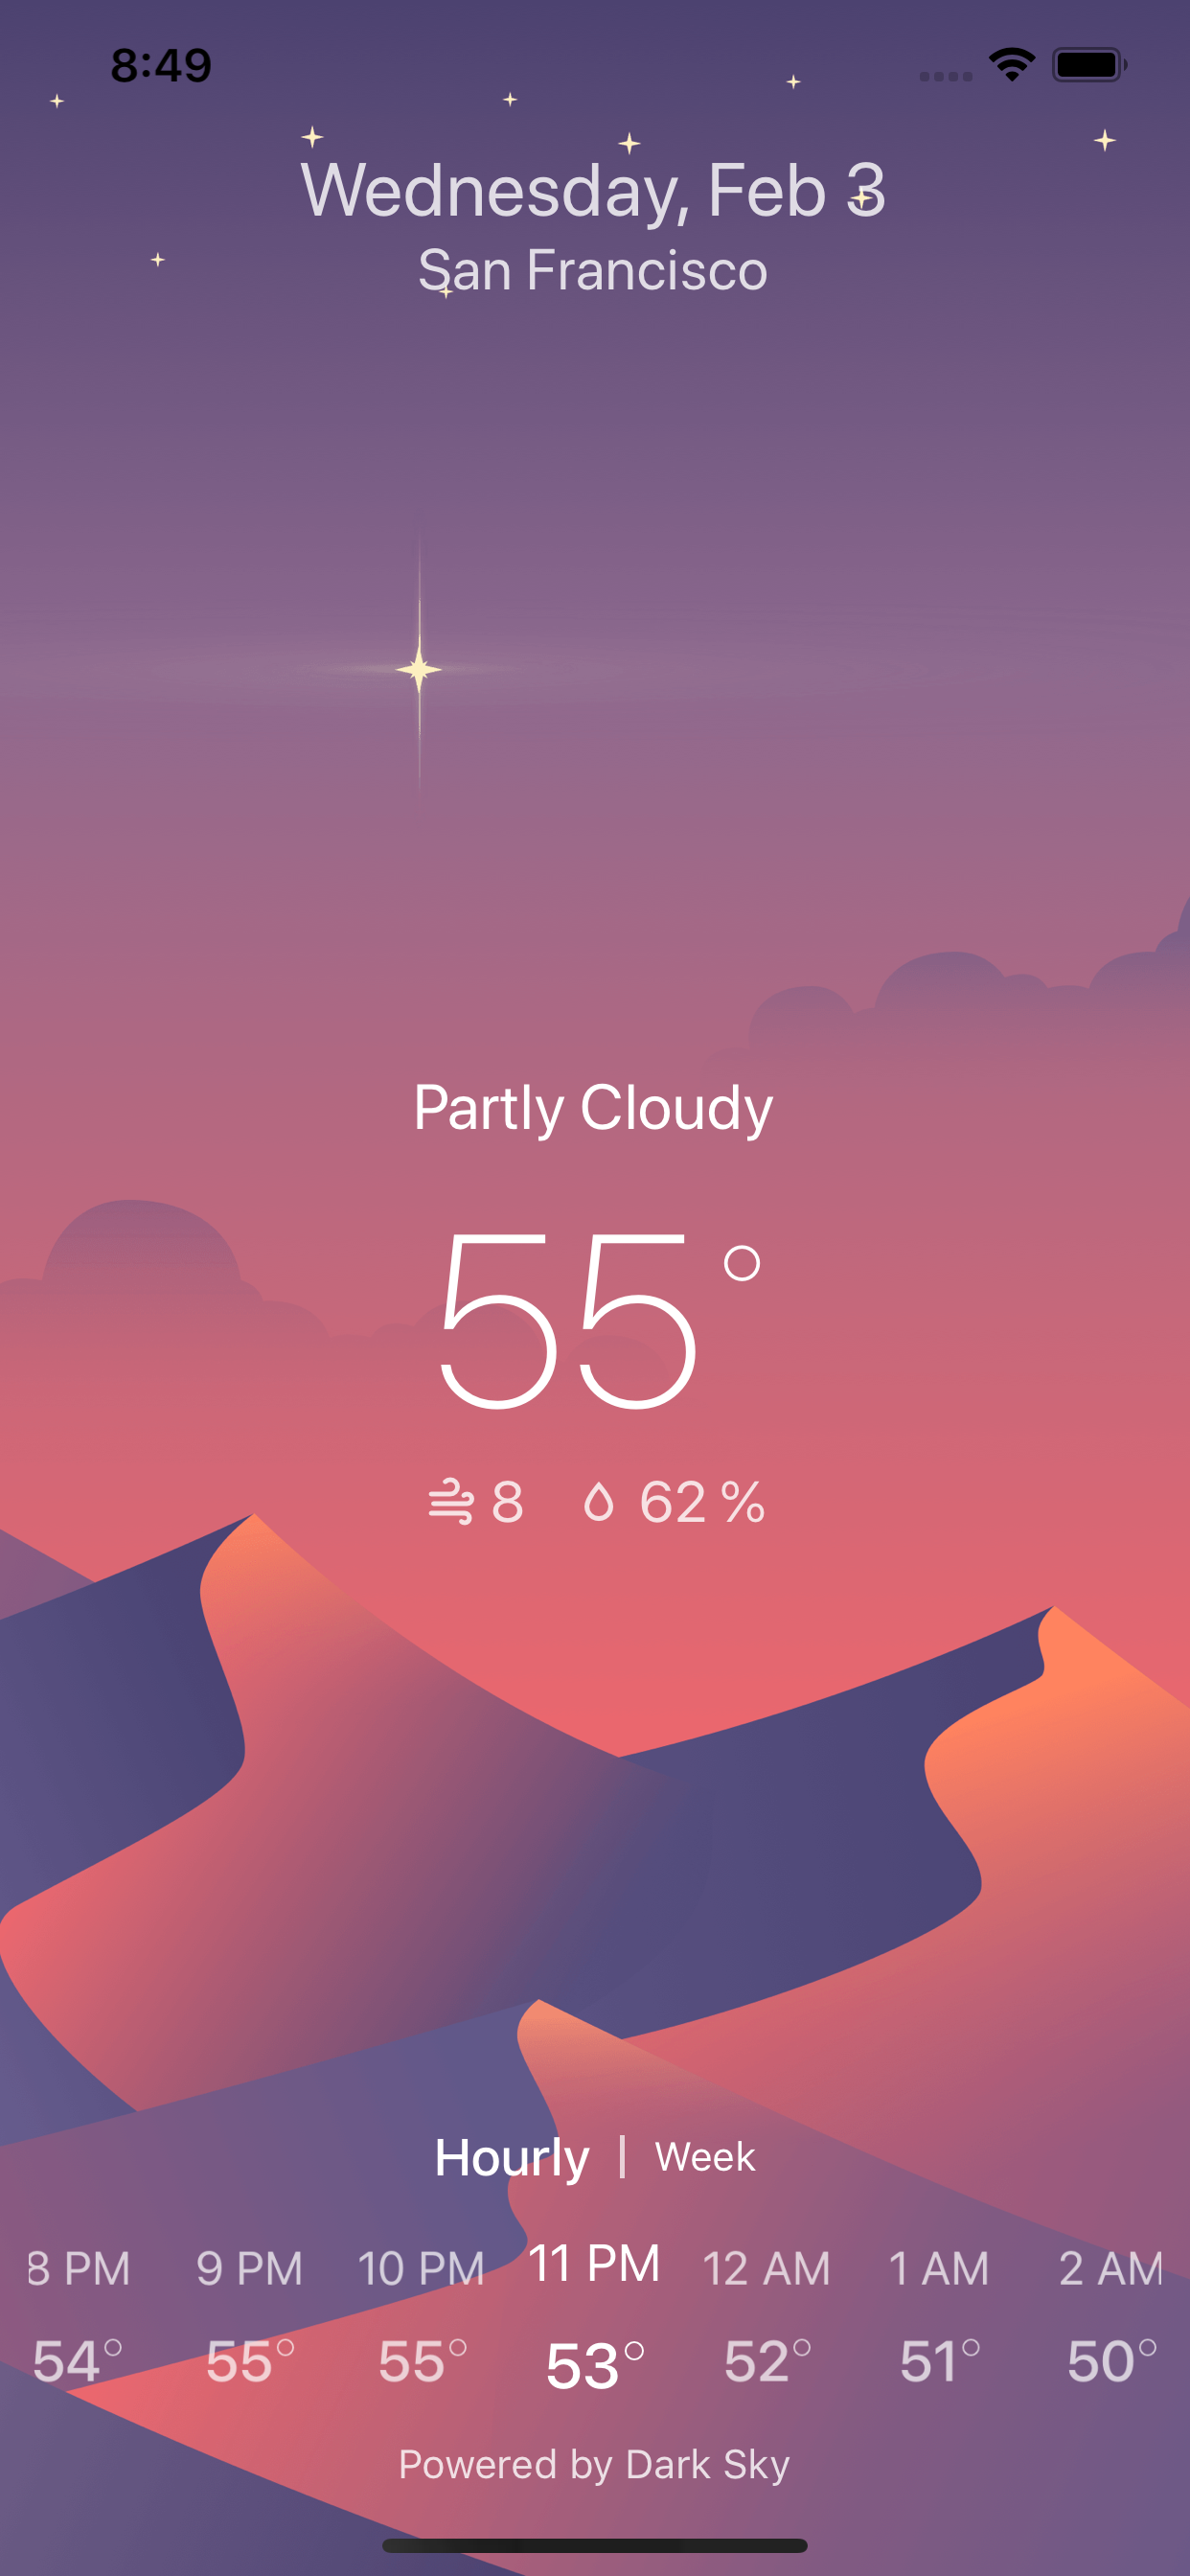 8:49
Wednesday, Feb 3
San Francisco
Partly Cloudy
55°
8 62 %
Hourly | Week
8 PM 9 PM 10 PM 11 PM 12 AM 1 AM 2 AM
54° 55° 55° 53° 52° 51° 50°
Powered by Dark Sky